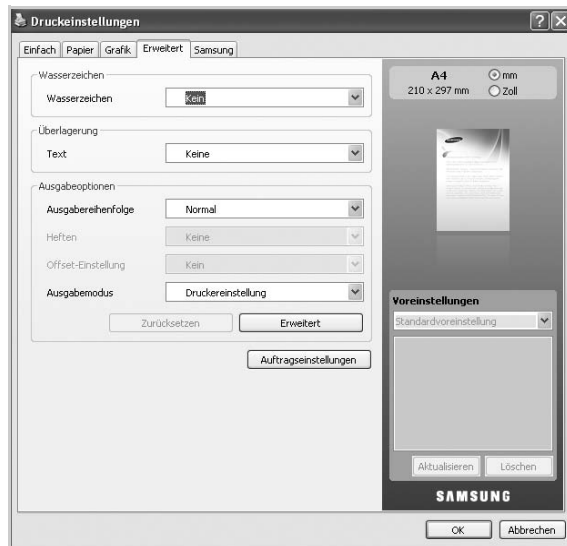 Druckeinstellungen
Einfach Papier Grafik Erweitert Samsung
Wasserzeichen
Wasserzeichen Kein
Überlagerung
Text Keine
Ausgabeoptionen
Ausgabereihenfolge Normal
Heften Keine
Offset-Einstellung Kein
Ausgabemodus Druckereinstellung
Zurücksetzen Erweitert
Auftragseinstellungen
A4 mm
210 x 297 mm Zoll
Voreinstellungen
Standardvoreinstellung
Aktualisieren Löschen
SAMSUNG
OK Abbrechen